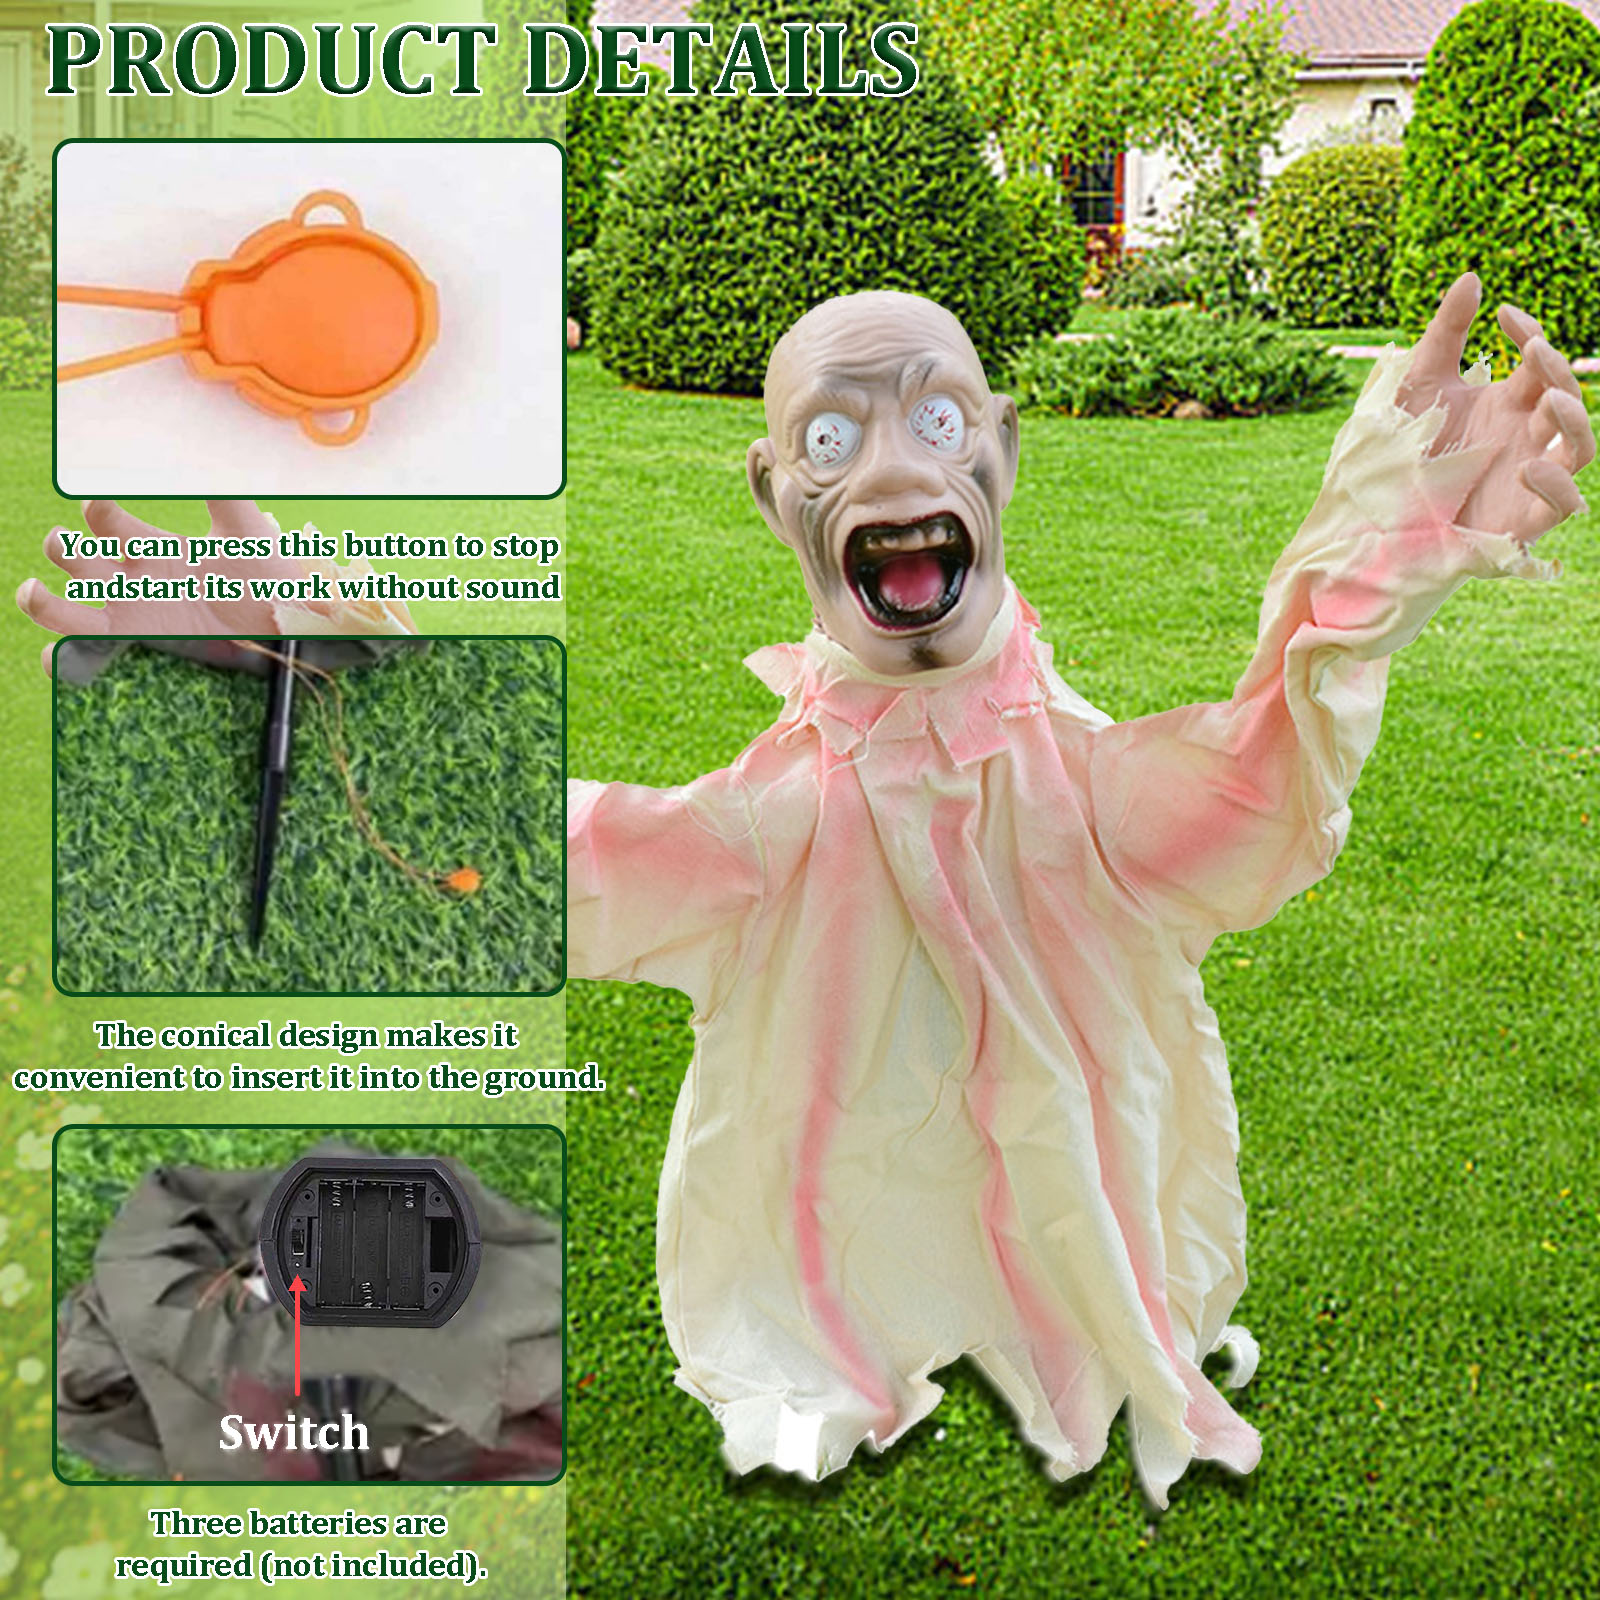 PRODUCT DETAILS
You can press this button to stop
andstart its work without sound
The conical design makes it
convenient to insert it into the ground.
Switch
Three batteries are
required (not included).